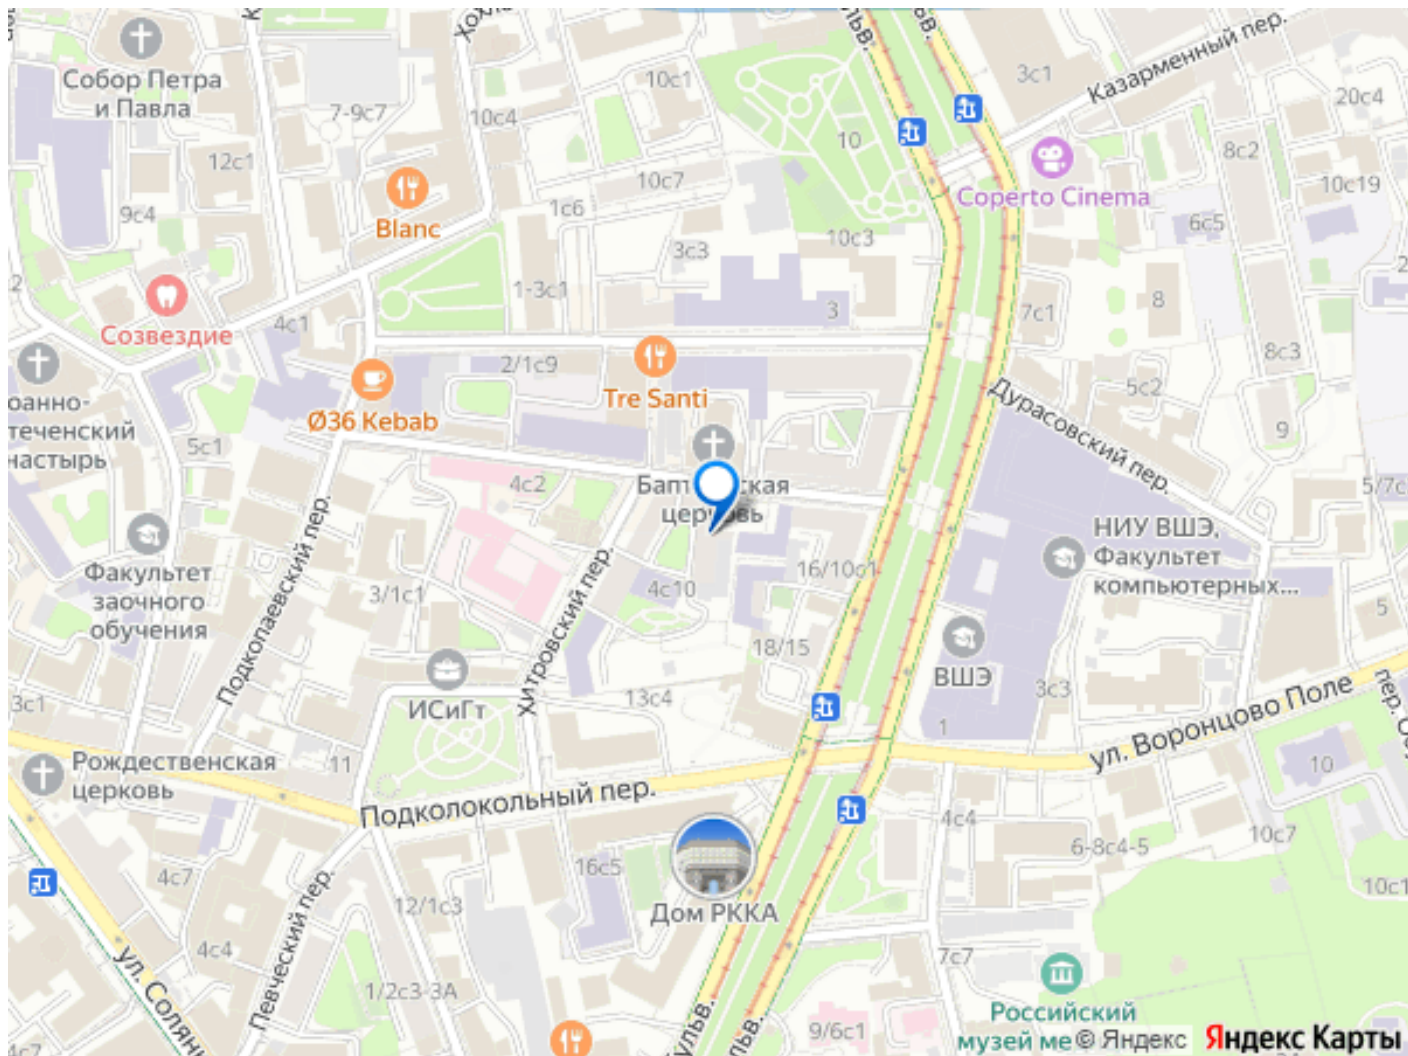 Собор Петра
и Павла
7-9с7
10с4
10с1
3с1
Казарменный пер.
20с4
12с1
10
8с2
9с4
Blanc
10с7
1с6
Coperto Cinema
10с19
3с3
10с3
6с5
2
Созвездие
4с1
1-3с1
3
7с1
8
2/1с9
Tre Santi
8с3
Ø36 Kebab
Дурасовский пер.
5с2
9
5с1
4с2
церковь
5/7с
НИУ ВШЭ,
Факультет
компьютерных...
Факультет
заочного
обучения
Подкопаевский пер.
3/1с1
Хитровский пер.
4с10
16/10с1
18/15
5
ВШЭ
3с3
1
ИСиГт
13с4
3с1
ул. Воронцово Поле
Рождественская
церковь
11
Подколокольный пер.
10
4с4
10с7
6-8с4-5
4с7
16с5
10с1
Дом РККА
12/1с3
4с4
Певческий пер.
7с7
1/2с3-3А
9/6с1
Российский
© Яндекс
Яндекс Карты